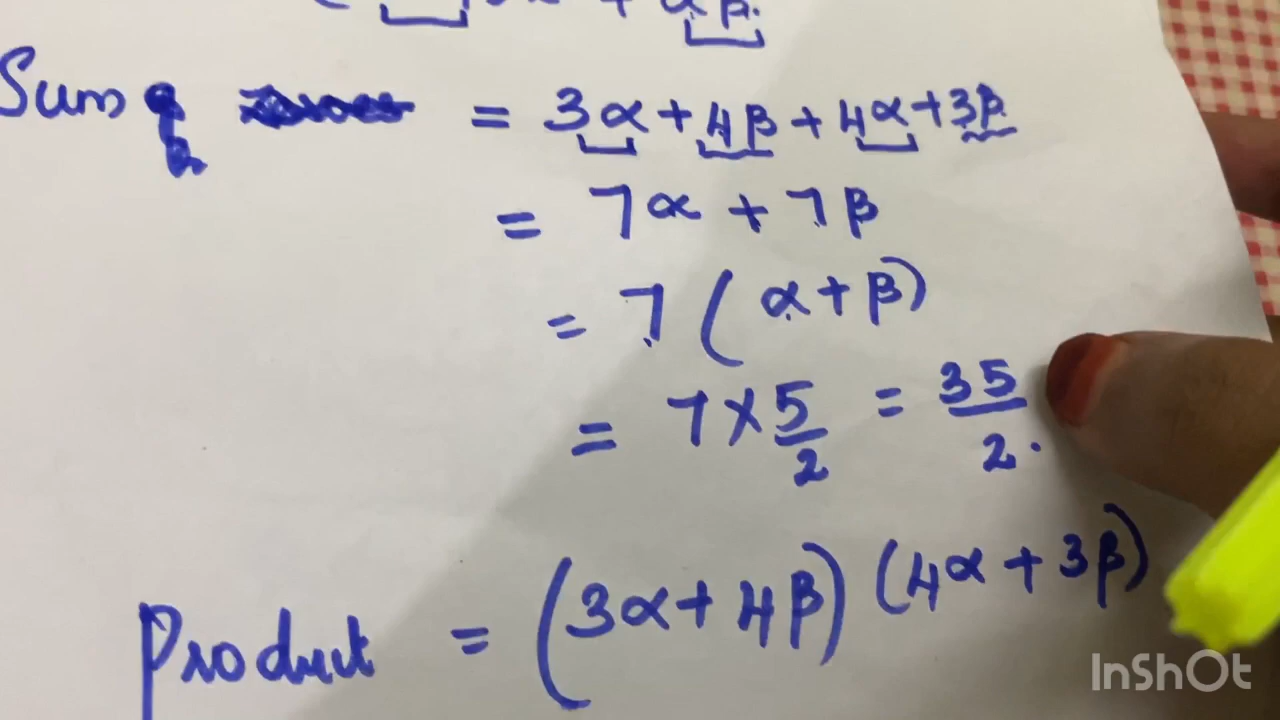 αβ.
Sum = 3α + 4β + 4α + 3β
= 7α + 7β
= 7 ( α + β )
= 7 × 5/2 = 35/2.
Product = (3α + 4β) (4α + 3β)
InShOt